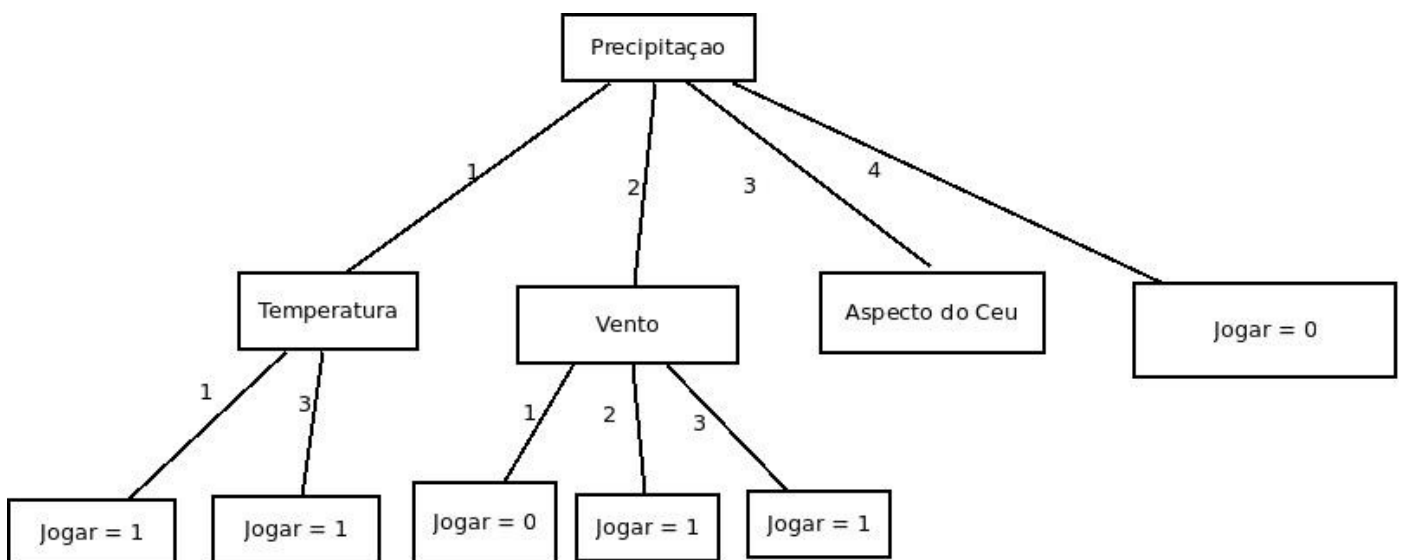 Precipitaçao
1
2
3
4
Temperatura
Vento
Aspecto do Ceu
Jogar = 0
1
3
1
2
3
Jogar = 1
Jogar = 1
Jogar = 0
Jogar = 1
Jogar = 1